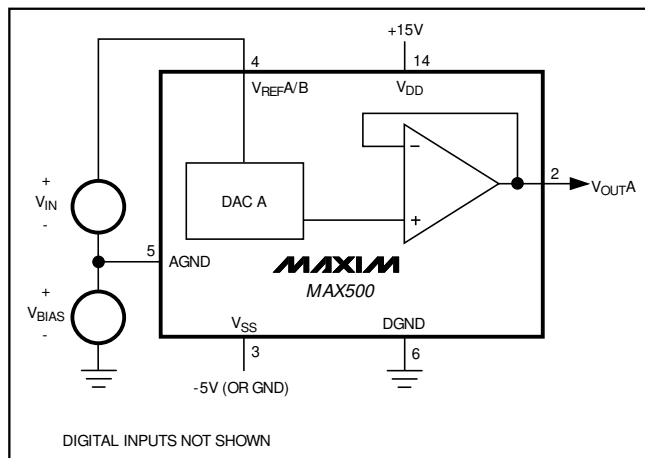 +15V
4
14
VREFA/B
VDD
+
VIN
-
DAC A
-
+
2
VOUTA
5
AGND
MAXIM
MAX500
+
VBIAS
-
VSS
DGND
3
6
-5V (OR GND)
DIGITAL INPUTS NOT SHOWN